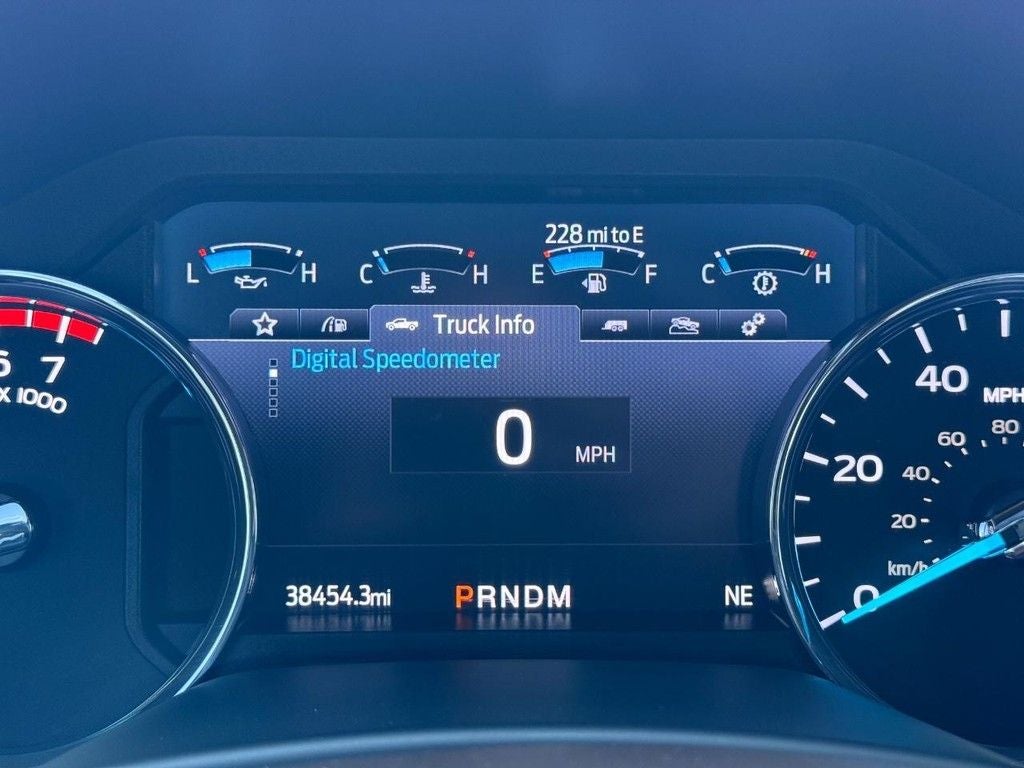 228 mi to E
L H C H E F C H
Truck Info
Digital Speedometer
0 MPH
38454.3mi PRNDM NE
6 7
X 1000
40 MPH
20
0
80
60
40
20
km/h